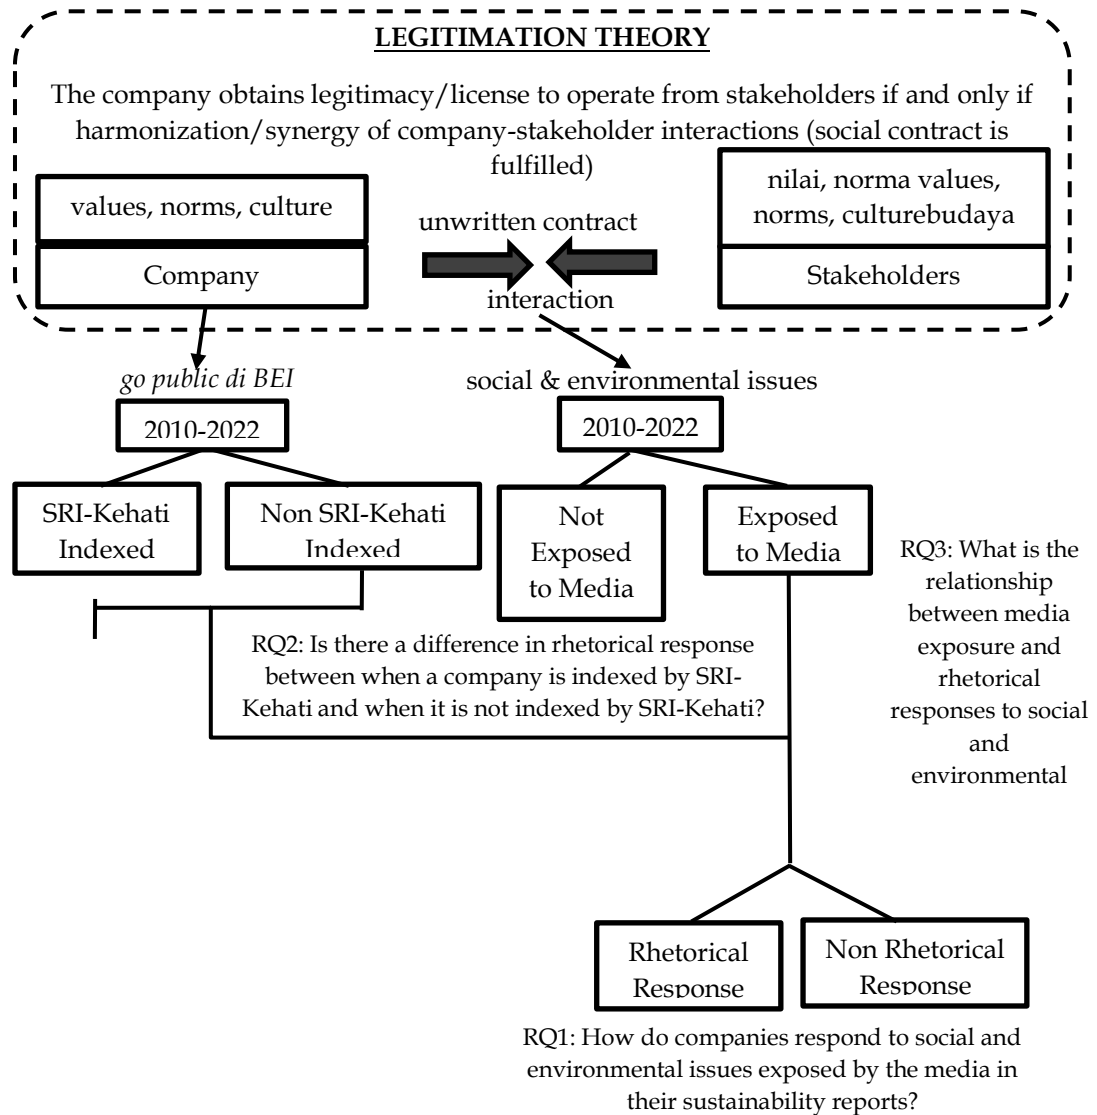 LEGITIMATION THEORY
The company obtains legitimacy/license to operate from stakeholders if and only if
harmonization/synergy of company-stakeholder interactions (social contract is
fulfilled)
values, norms, culture
Company
unwritten contract
interaction
nilai, norma values,
norms, culturebudaya
Stakeholders
go public di BEI
2010-2022
social & environmental issues
2010-2022
SRI-Kehati
Indexed
Non SRI-Kehati
Indexed
Not
Exposed
to Media
Exposed
to Media
RQ3: What is the
relationship
between media
exposure and
rhetorical
responses to social
and
environmental
RQ2: Is there a difference in rhetorical response
between when a company is indexed by SRI-
Kehati and when it is not indexed by SRI-Kehati?
Rhetorical
Response
Non Rhetorical
Response
RQ1: How do companies respond to social and
environmental issues exposed by the media in
their sustainability reports?